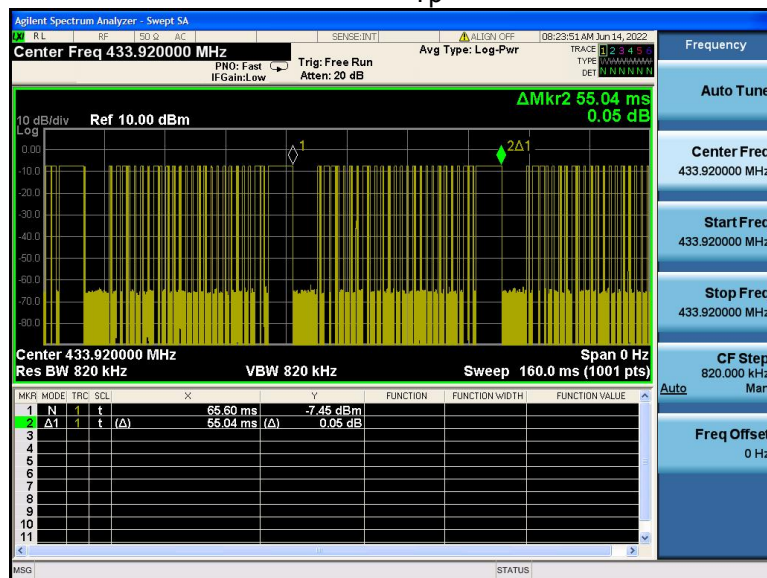 Tp
Agilent Spectrum Analyzer - Swept SA
LXI RL RF 50 Ω AC SENSE:INT ALIGN OFF 08:23:51 AM Jun 14, 2022
Center Freq 433.920000 MHz Avg Type: Log-Pwr TRACE 1 2 3 4 5 6
PNO: Fast Trig: Free Run TYPE
IFGain:Low Atten: 20 dB DET N N N N N N
ΔMkr2 55.04 ms
10 dB/div Ref 10.00 dBm 0.05 dB
Log
0.00
1
2Δ1
-10.0
-20.0
-30.0
-40.0
-50.0
-60.0
-70.0
-80.0
Center 433.920000 MHz Span 0 Hz
Res BW 820 kHz VBW 820 kHz Sweep 160.0 ms (1001 pts)
MKR MODE TRC SCL X Y FUNCTION FUNCTION WIDTH FUNCTION VALUE
1 N 1 t 65.60 ms -7.45 dBm
2 Δ1 1 t (Δ) 55.04 ms (Δ) 0.05 dB
3
4
5
6
7
8
9
10
11
MSG STATUS
Frequency
Auto Tune
Center Freq
433.920000 MHz
Start Freq
433.920000 MHz
Stop Freq
433.920000 MHz
CF Step
820.000 kHz
Auto Man
Freq Offset
0 Hz